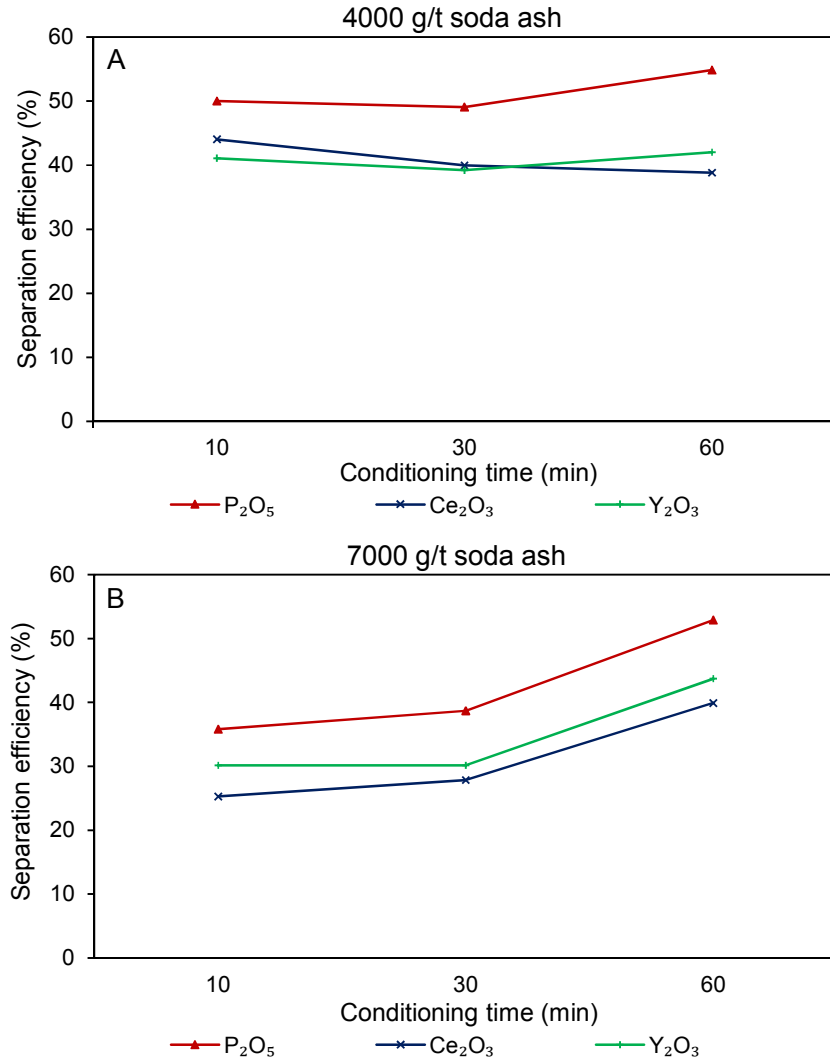 4000 g/t soda ash
A
Separation efficiency (%)
60
50
40
30
20
10
0
10 30 60
Conditioning time (min)
P₂O₅ Ce₂O₃ Y₂O₃
7000 g/t soda ash
B
Separation efficiency (%)
60
50
40
30
20
10
0
10 30 60
Conditioning time (min)
P₂O₅ Ce₂O₃ Y₂O₃